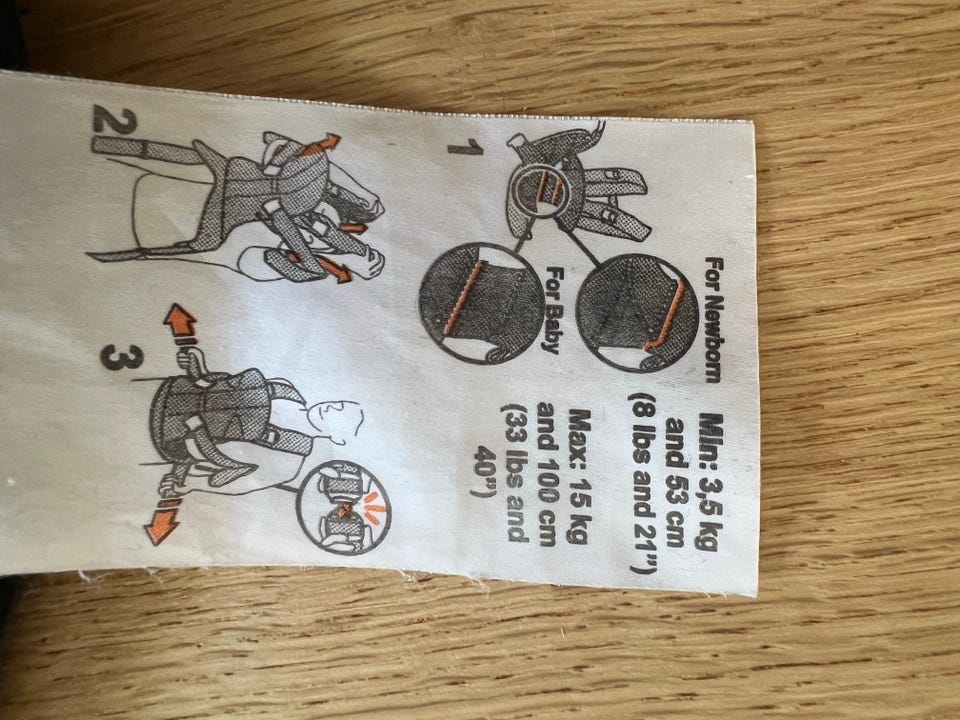 1
For Newborn
For Baby
Min: 3,5 kg
and 53 cm
(8 lbs and 21")
Max: 15 kg
and 100 cm
(33 lbs and
40")
2
3